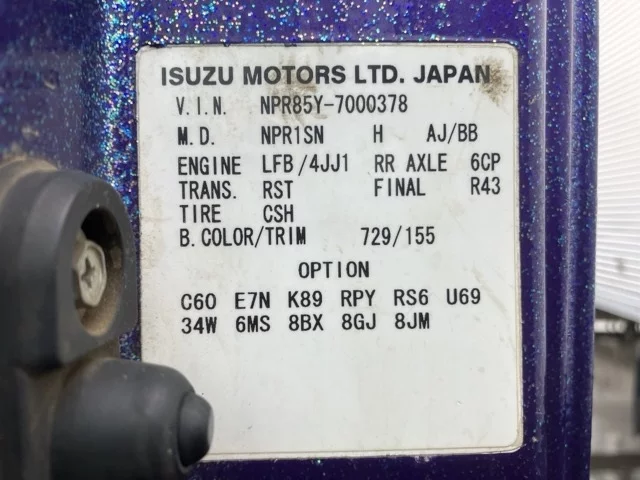 ISUZU MOTORS LTD. JAPAN
V.I.N. NPR85Y-7000378
M.D. NPR1SN H AJ/BB
ENGINE LFB/4JJ1 RR AXLE 6CP
TRANS. RST FINAL R43
TIRE CSH
B.COLOR/TRIM 729/155
OPTION
C60 E7N K89 RPY RS6 U69
34W 6MS 8BX 8GJ 8JM